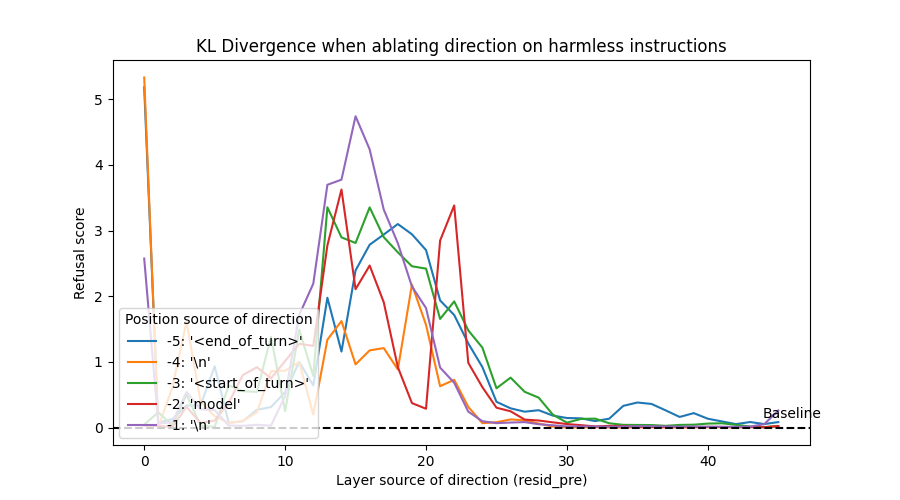 KL Divergence when ablating direction on harmless instructions
Refusal score
5
4
3
2
1
0
Position source of direction
-5: '<end_of_turn>'
-4: '\n'
-3: '<start_of_turn>'
-2: 'model'
-1: '\n'
Baseline
0
10
20
30
40
Layer source of direction (resid_pre)